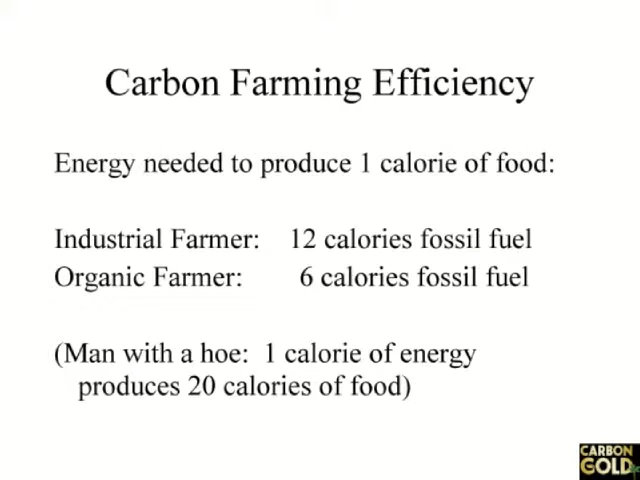 Carbon Farming Efficiency
Energy needed to produce 1 calorie of food:
Industrial Farmer: 12 calories fossil fuel
Organic Farmer: 6 calories fossil fuel
(Man with a hoe: 1 calorie of energy
produces 20 calories of food)
CARBON
GOLD